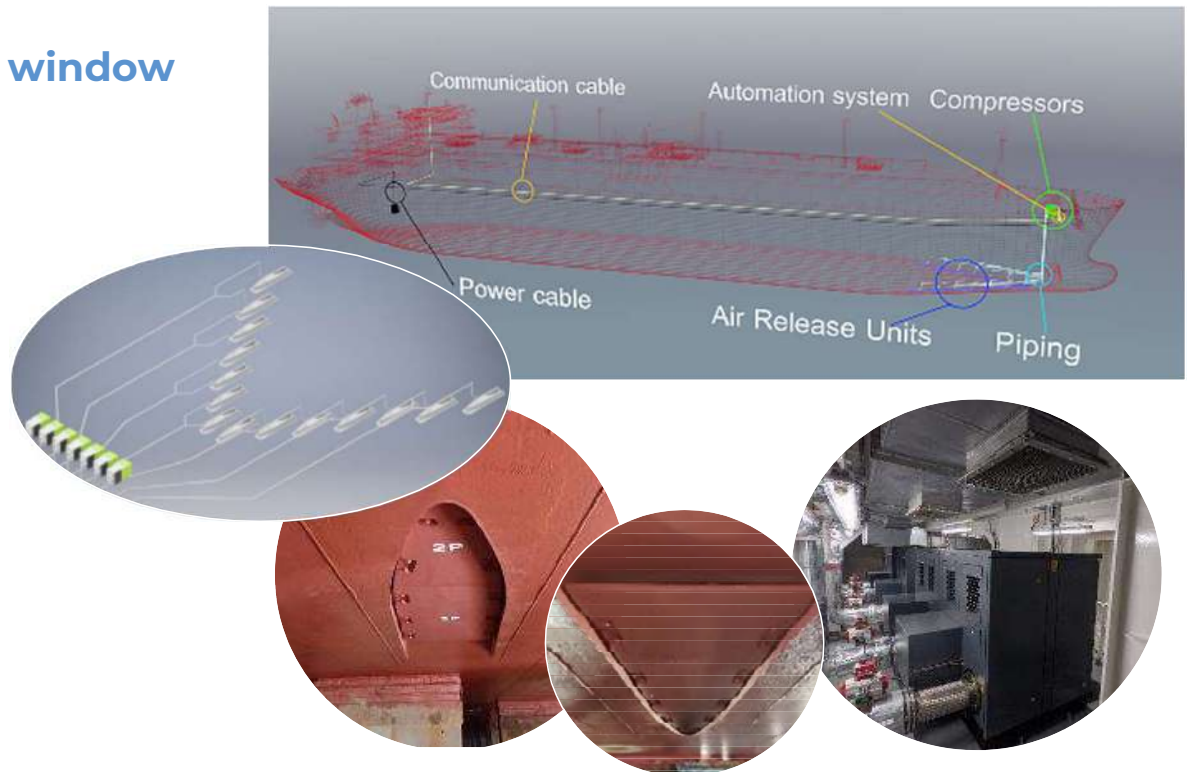 window
Communication cable
Automation system
Compressors
Power cable
Air Release Units
Piping
2P